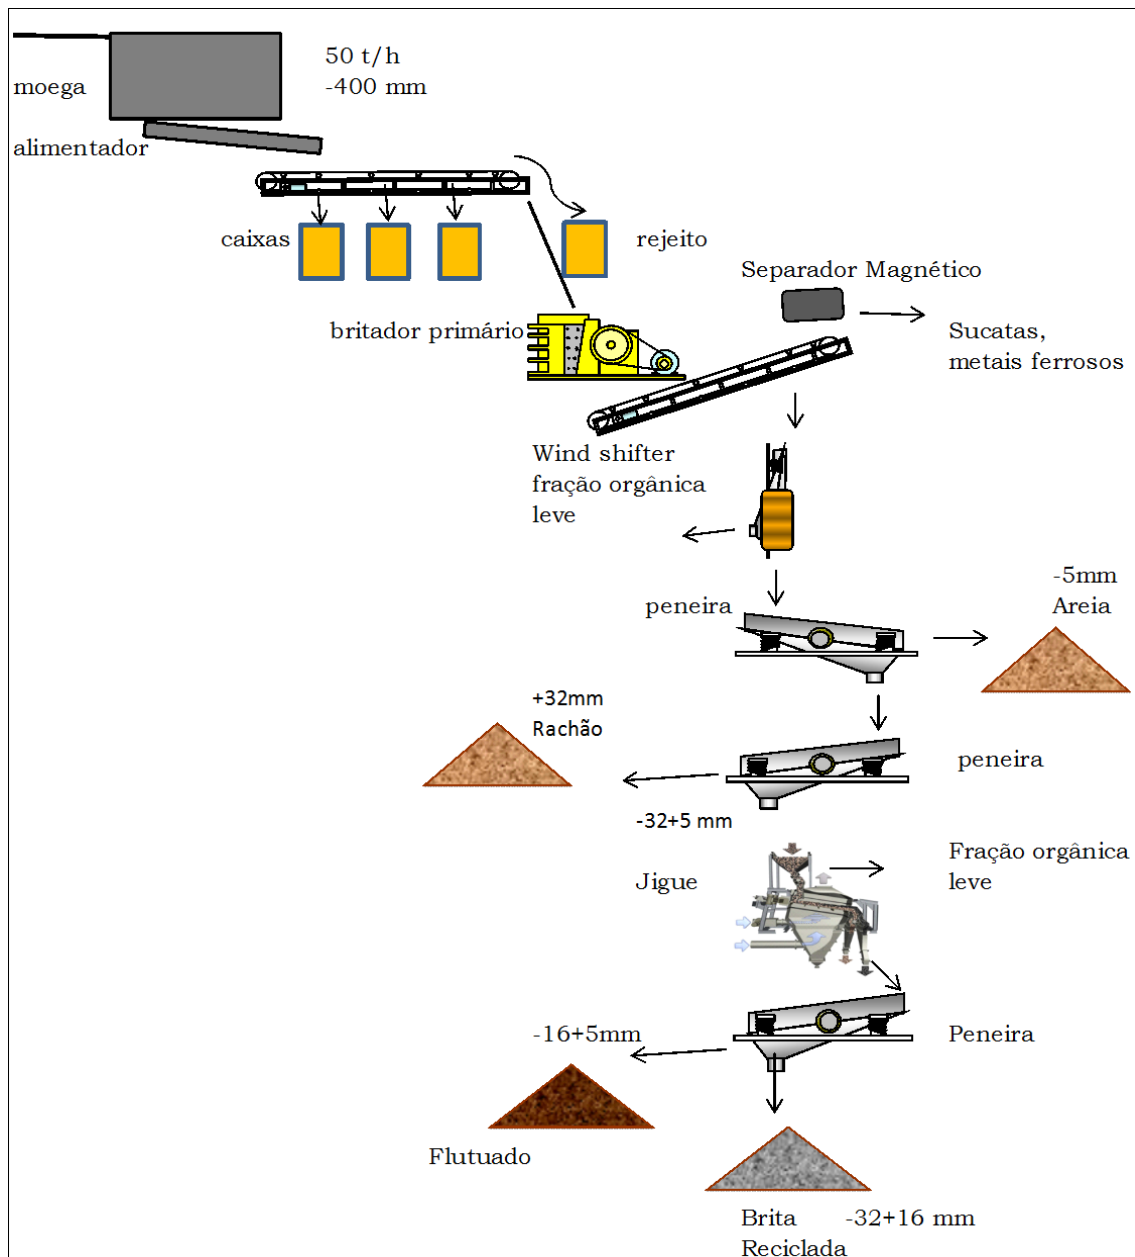 50 t/h
moega
-400 mm
alimentador
caixas
rejeito
Separador Magnético
britador primário
Sucatas,
metais ferrosos
Wind shifter
fração orgânica
leve
-5mm
Areia
peneira
+32mm
Rachão
peneira
-32+5 mm
Jigue
Fração orgânica
leve
-16+5mm
Peneira
Flutuado
Brita -32+16 mm
Reciclada